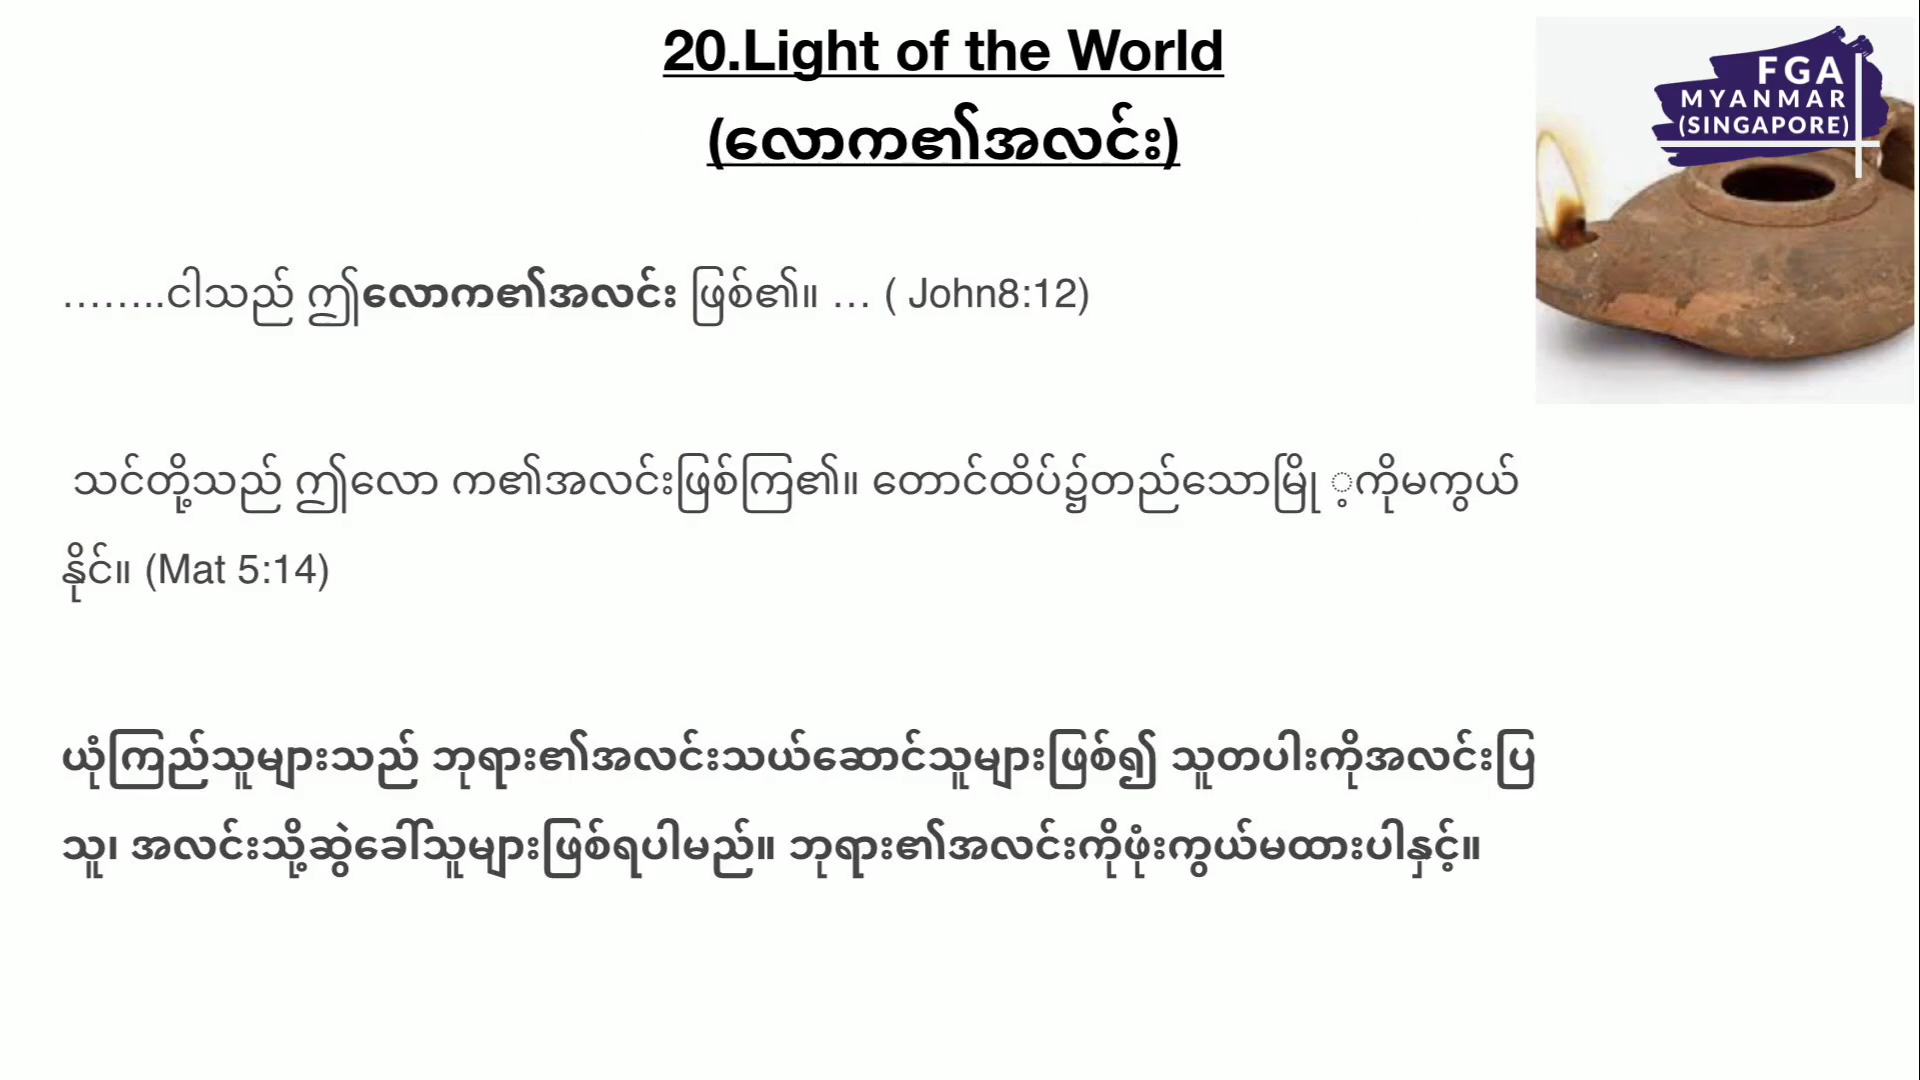 20.Light of the World
(လောက၏အလင်း)
FGA
MYANMAR
(SINGAPORE)
……..ငါသည် ဤလောက၏အလင်း ဖြစ်၏။ … ( John8:12)
သင်တို့သည် ဤလော က၏အလင်းဖြစ်ကြ၏။ တောင်ထိပ်၌တည်သောမြို ့ကိုမကွယ်
နိုင်။ (Mat 5:14)
ယုံကြည်သူများသည် ဘုရား၏အလင်းသယ်ဆောင်သူများဖြစ်၍ သူတပါးကိုအလင်းပြ
သူ၊ အလင်းသို့ဆွဲခေါ်သူများဖြစ်ရပါမည်။ ဘုရား၏အလင်းကိုဖုံးကွယ်မထားပါနှင့်။